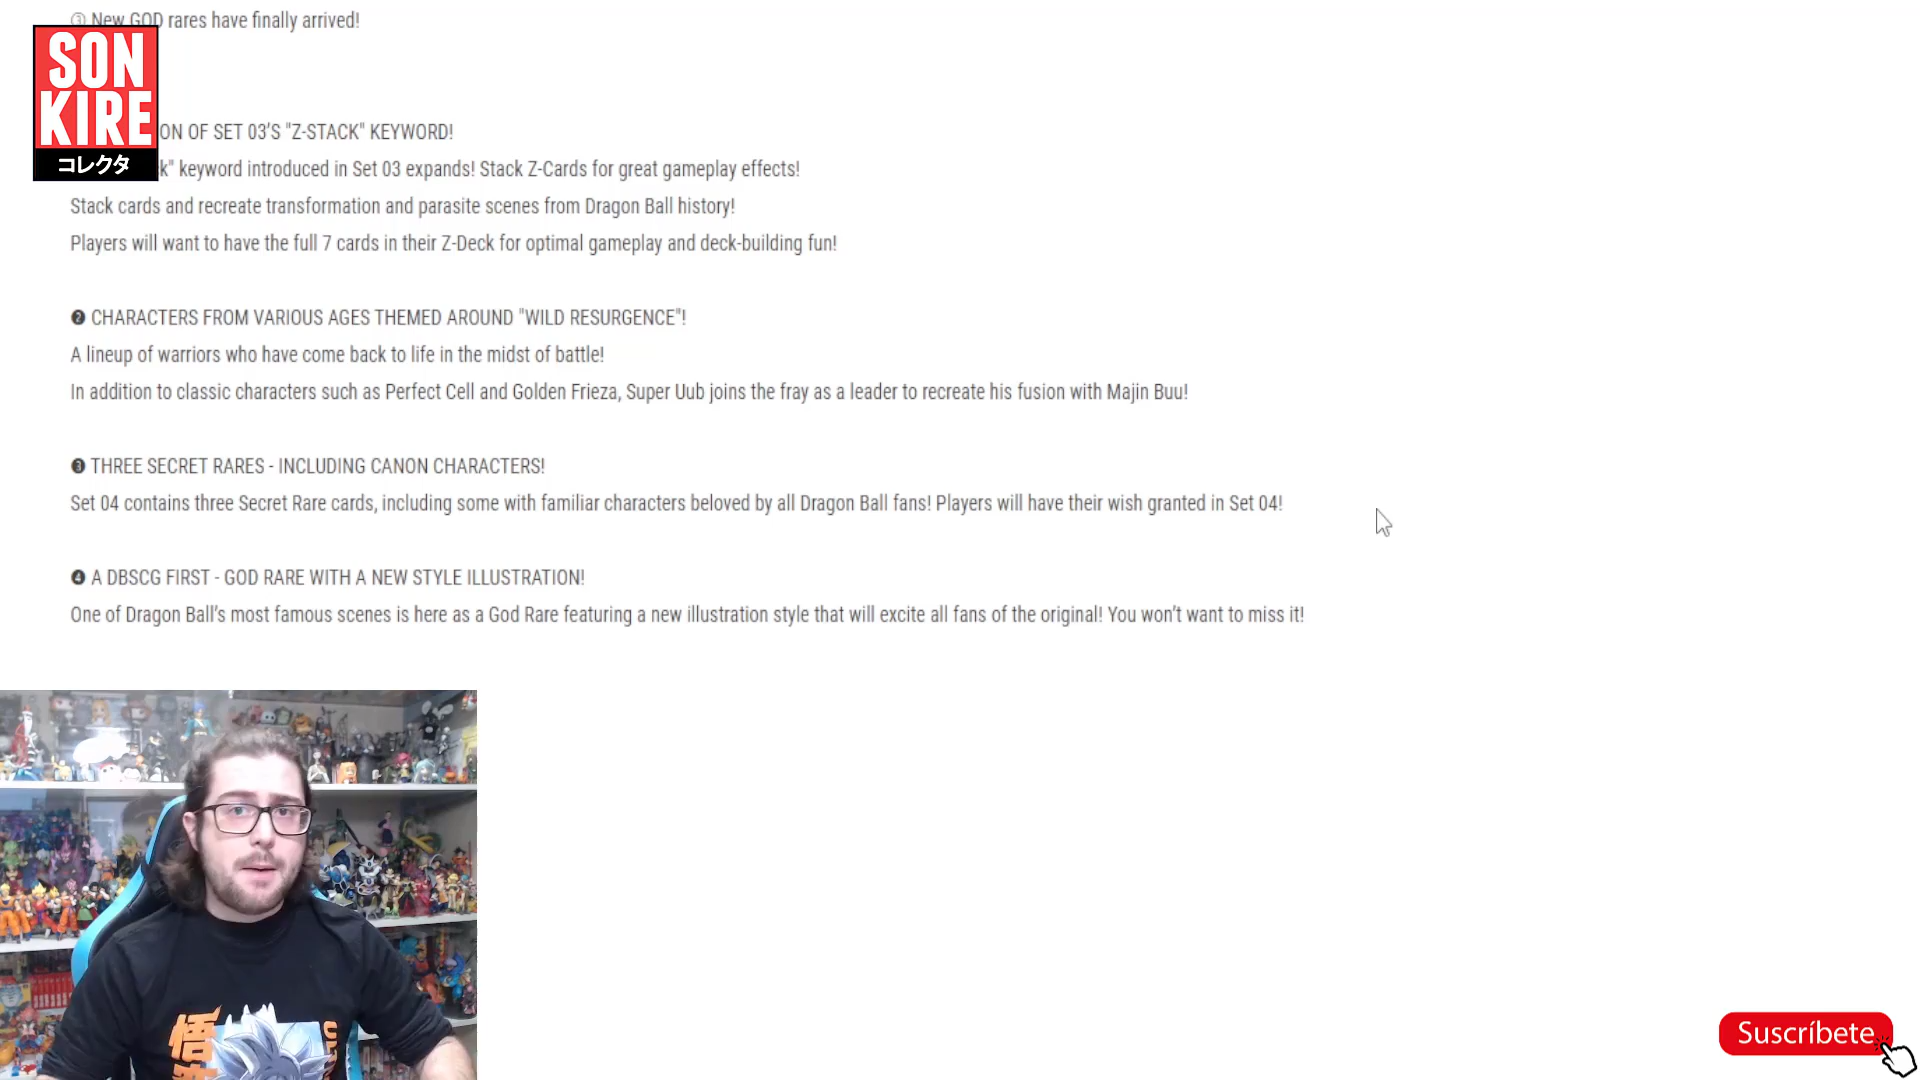 ③ New GOD rares have finally arrived!
SON
KIRE
コレクタ
ON OF SET 03'S "Z-STACK" KEYWORD!
k" keyword introduced in Set 03 expands! Stack Z-Cards for great gameplay effects!
Stack cards and recreate transformation and parasite scenes from Dragon Ball history!
Players will want to have the full 7 cards in their Z-Deck for optimal gameplay and deck-building fun!
❷ CHARACTERS FROM VARIOUS AGES THEMED AROUND "WILD RESURGENCE"!
A lineup of warriors who have come back to life in the midst of battle!
In addition to classic characters such as Perfect Cell and Golden Frieza, Super Uub joins the fray as a leader to recreate his fusion with Majin Buu!
❸ THREE SECRET RARES - INCLUDING CANON CHARACTERS!
Set 04 contains three Secret Rare cards, including some with familiar characters beloved by all Dragon Ball fans! Players will have their wish granted in Set 04!
❹ A DBSCG FIRST - GOD RARE WITH A NEW STYLE ILLUSTRATION!
One of Dragon Ball's most famous scenes is here as a God Rare featuring a new illustration style that will excite all fans of the original! You won't want to miss it!
悟
Suscríbete